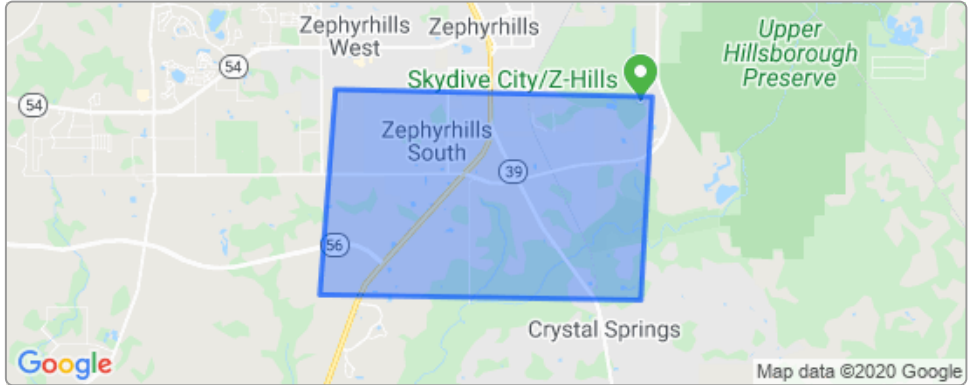 Zephyrhills
West
Zephyrhills
Upper
Hillsborough
Preserve
54
Skydive City/Z-Hills
54
Zephyrhills
South
39
56
Crystal Springs
Google
Map data ©2020 Google